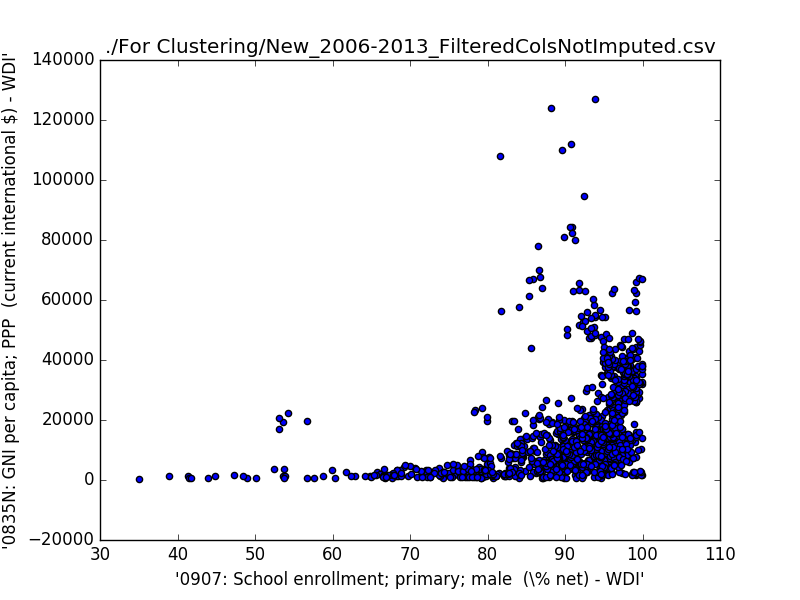 ./For Clustering/New_2006-2013_FilteredColsNotImputed.csv
140000
120000
100000
80000
60000
40000
20000
0
−20000
'0835N: GNI per capita; PPP  (current international $) - WDI'
30 40 50 60 70 80 90 100 110
'0907: School enrollment; primary; male  (\% net) - WDI'